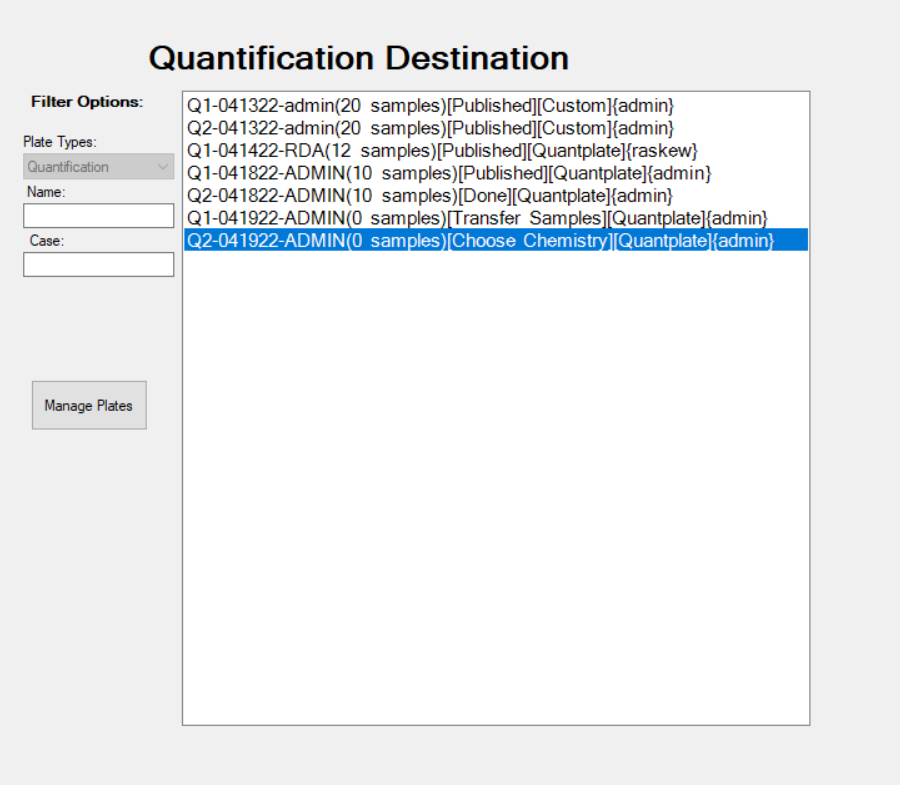 Quantification Destination
Filter Options:
Plate Types:
Quantification
Name:
Case:
Manage Plates
Q1-041322-admin(20 samples)[Published][Custom]{admin}
Q2-041322-admin(20 samples)[Published][Custom]{admin}
Q1-041422-RDA(12 samples)[Published][Quantplate]{raskew}
Q1-041822-ADMIN(10 samples)[Published][Quantplate]{admin}
Q2-041822-ADMIN(10 samples)[Done][Quantplate]{admin}
Q1-041922-ADMIN(0 samples)[Transfer Samples][Quantplate]{admin}
Q2-041922-ADMIN(0 samples)[Choose Chemistry][Quantplate]{admin}